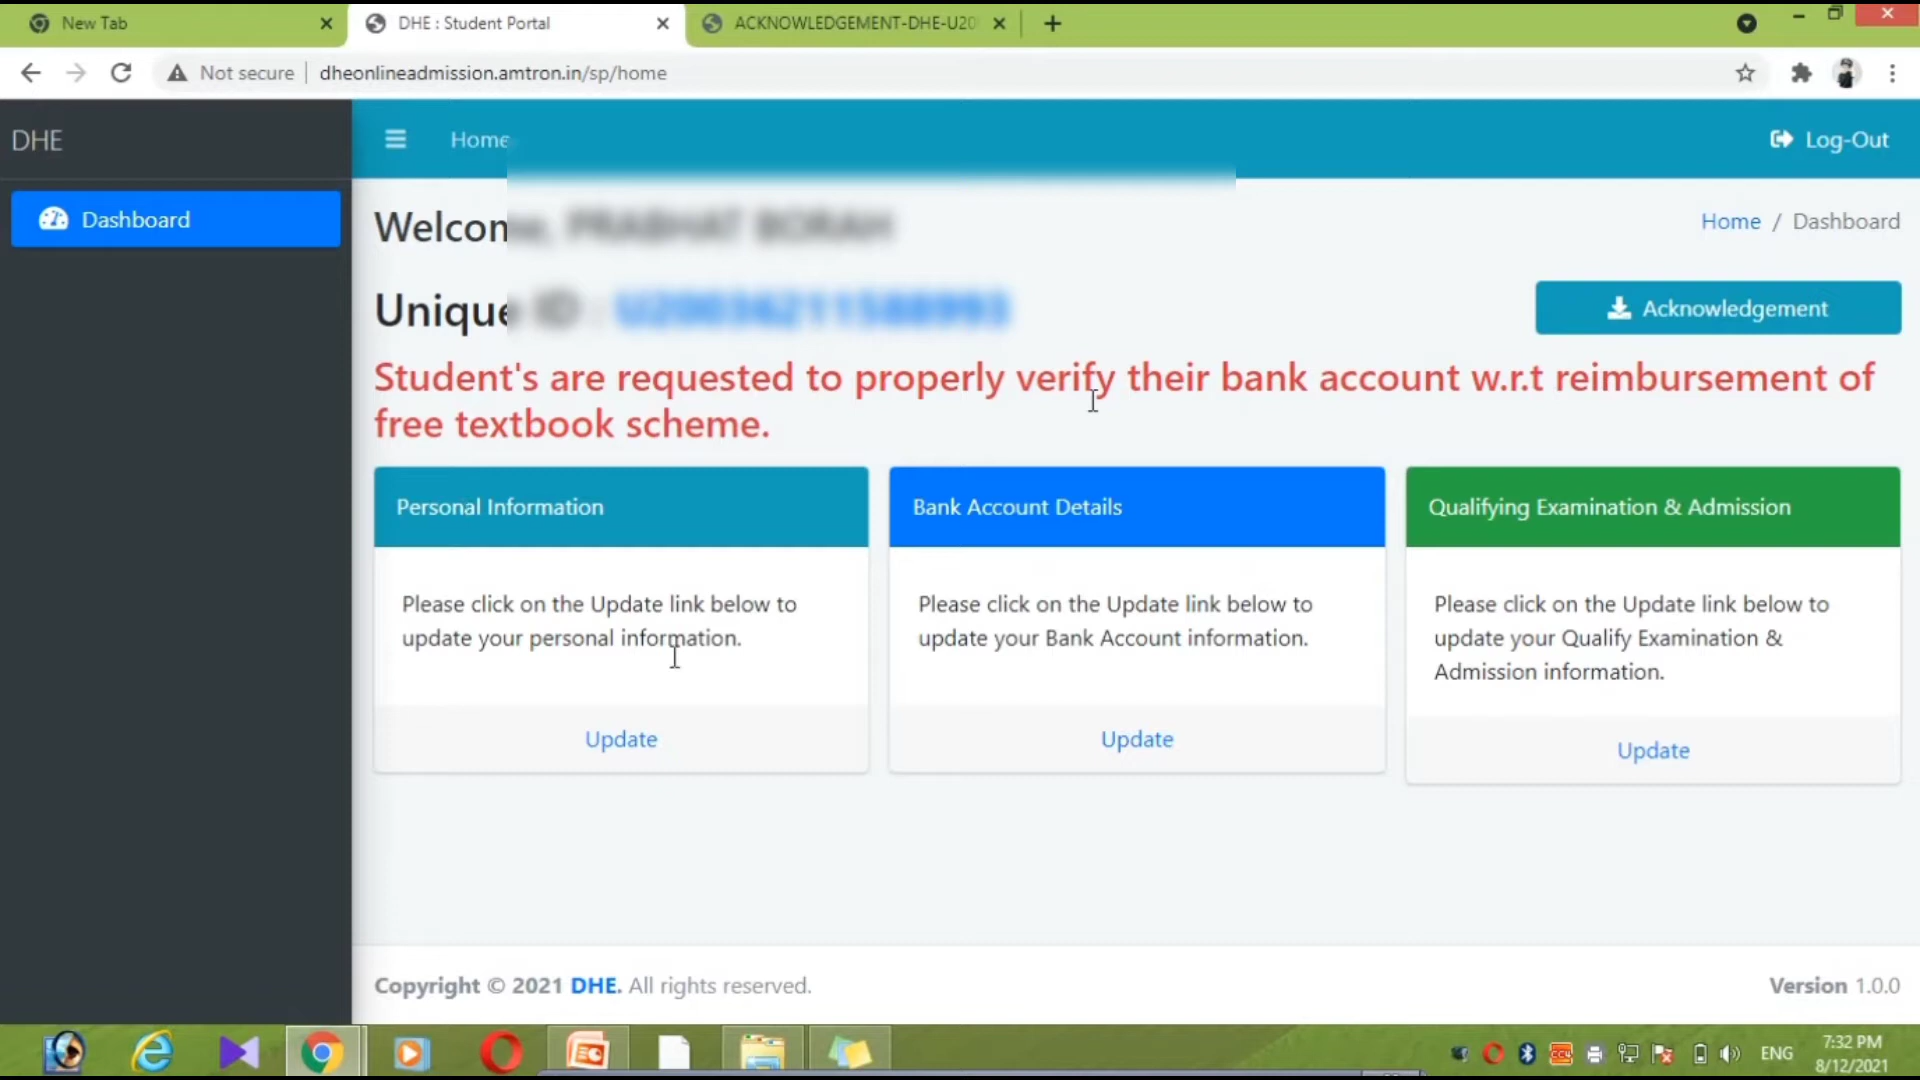 New Tab
DHE : Student Portal
ACKNOWLEDGEMENT-DHE-U20
Not secure
dheonlineadmission.amtron.in/sp/home
DHE
Home
Log-Out
Dashboard
Welcom
Home / Dashboard
Unique
Acknowledgement
Student's are requested to properly verify their bank account w.r.t reimbursement of
free textbook scheme.
Personal Information
Please click on the Update link below to
update your personal information.
Update
Bank Account Details
Please click on the Update link below to
update your Bank Account information.
Update
Qualifying Examination & Admission
Please click on the Update link below to
update your Qualify Examination &
Admission information.
Update
Copyright © 2021 DHE. All rights reserved.
Version 1.0.0
ENG
7:32 PM
8/12/2021